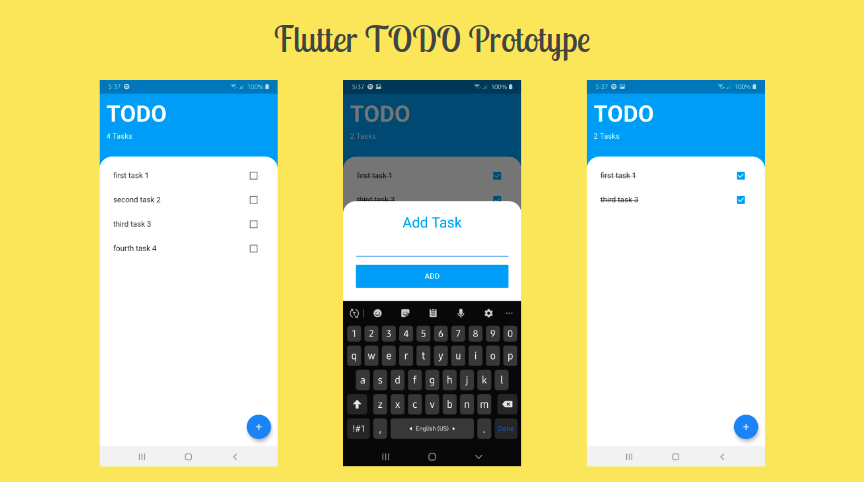 Flutter TODO Prototype
5:37 100%
TODO
4 Tasks
first task 1
second task 2
third task 3
fourth task 4
+
5:37 100%
TODO
2 Tasks
first task 1
third task 3
Add Task
ADD
1 2 3 4 5 6 7 8 9 0
q w e r t y u i o p
a s d f g h j k l
z x c v b n m
!#1 , English (US) . Done
5:37 100%
TODO
2 Tasks
first task 1
third task 3
+